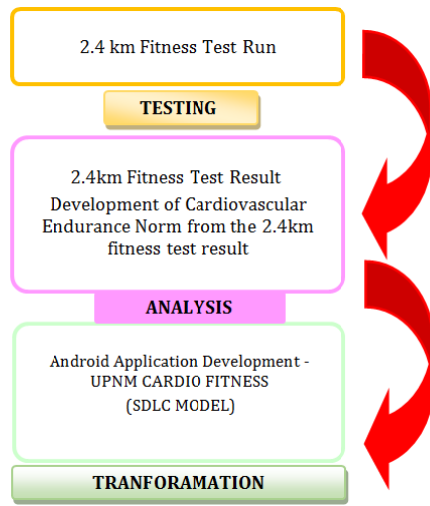 2.4 km Fitness Test Run
TESTING
2.4km Fitness Test Result
Development of Cardiovascular
Endurance Norm from the 2.4km
fitness test result
ANALYSIS
Android Application Development -
UPNM CARDIO FITNESS
(SDLC MODEL)
TRANFORAMATION